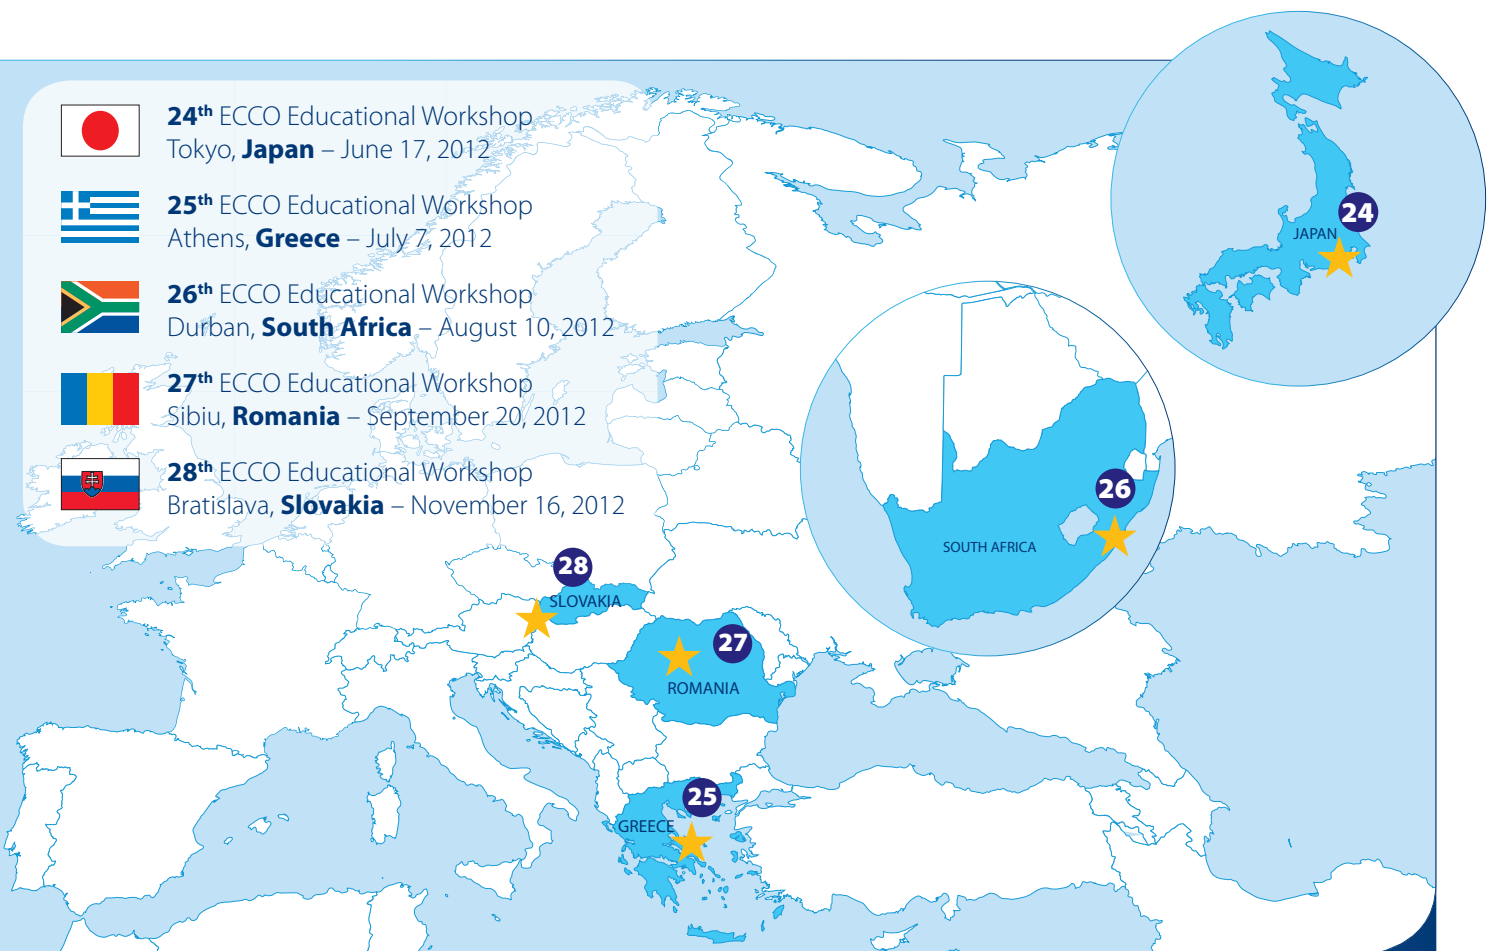 24th ECCO Educational Workshop
Tokyo, Japan – June 17, 2012
25th ECCO Educational Workshop
Athens, Greece – July 7, 2012
26th ECCO Educational Workshop
Durban, South Africa – August 10, 2012
27th ECCO Educational Workshop
Sibiu, Romania – September 20, 2012
28th ECCO Educational Workshop
Bratislava, Slovakia – November 16, 2012
24
JAPAN
26
SOUTH AFRICA
28
SLOVAKIA
27
ROMANIA
25
GREECE